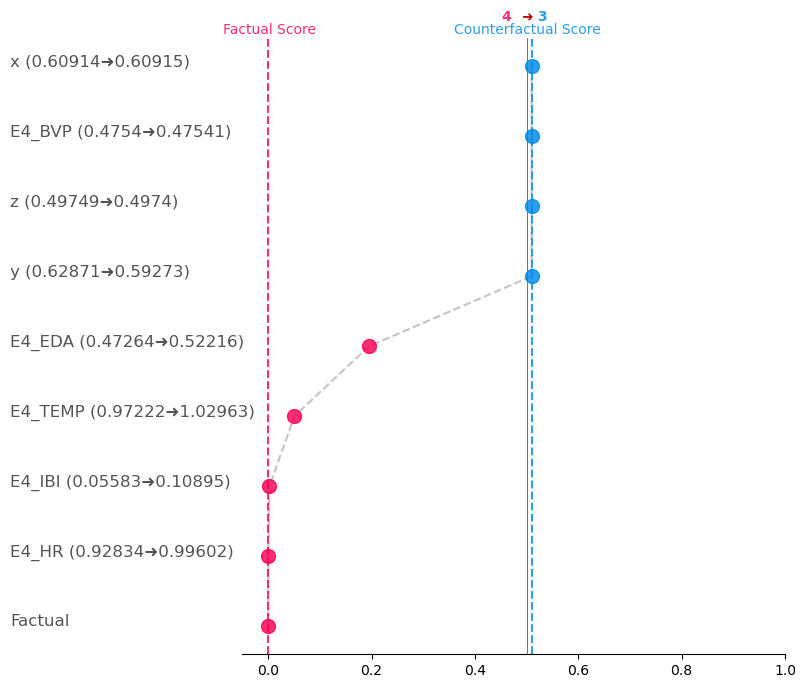 4 ➜ 3
Factual Score
Counterfactual Score
x (0.60914➜0.60915)
E4_BVP (0.4754➜0.47541)
z (0.49749➜0.4974)
y (0.62871➜0.59273)
E4_EDA (0.47264➜0.52216)
E4_TEMP (0.97222➜1.02963)
E4_IBI (0.05583➜0.10895)
E4_HR (0.92834➜0.99602)
Factual
0.0 0.2 0.4 0.6 0.8 1.0